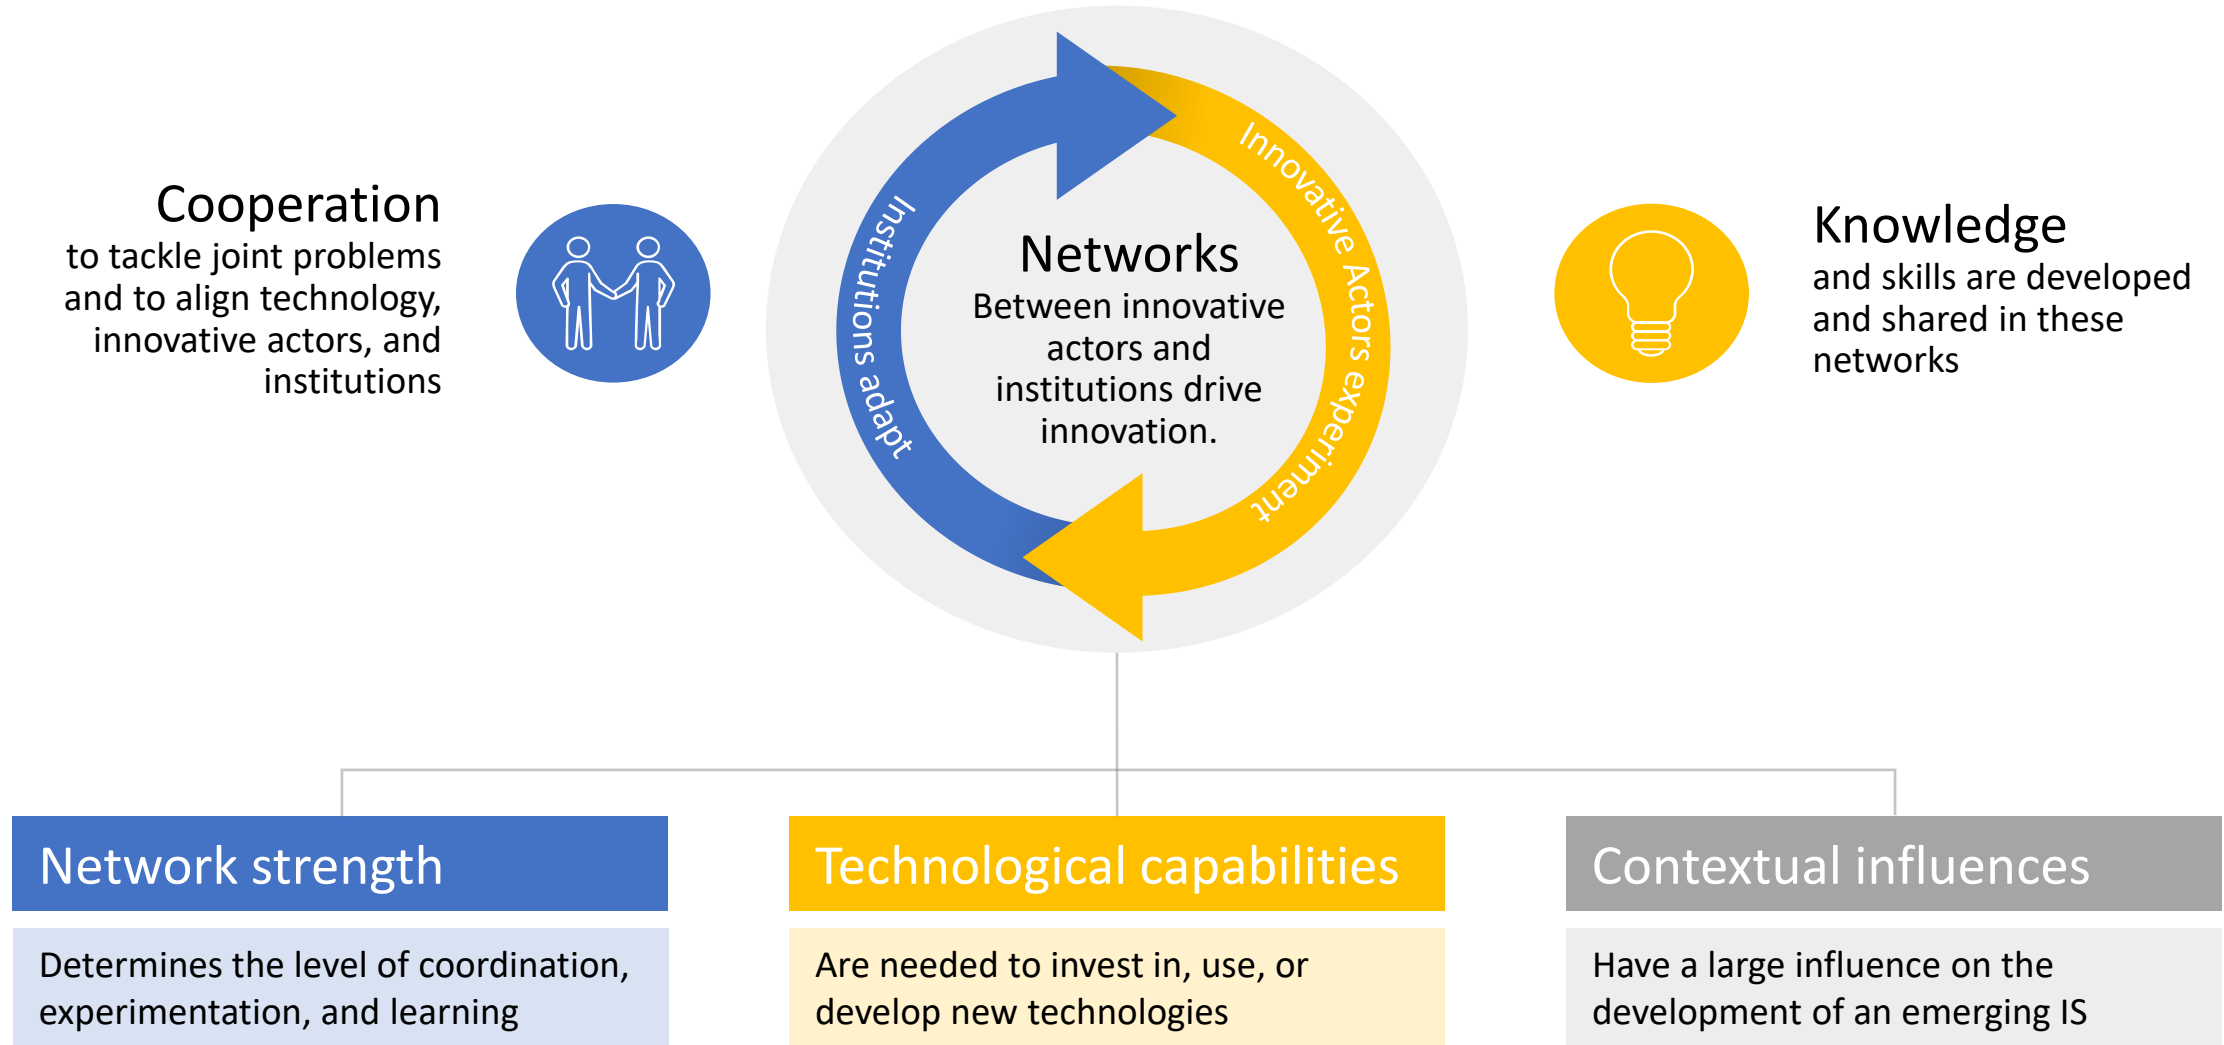 Cooperation
to tackle joint problems
and to align technology,
innovative actors, and
institutions
Institutions adapt
Networks
Between innovative
actors and
institutions drive
innovation.
Innovative Actors experiment
Knowledge
and skills are developed
and shared in these
networks
Network strength
Determines the level of coordination,
experimentation, and learning
Technological capabilities
Are needed to invest in, use, or
develop new technologies
Contextual influences
Have a large influence on the
development of an emerging IS